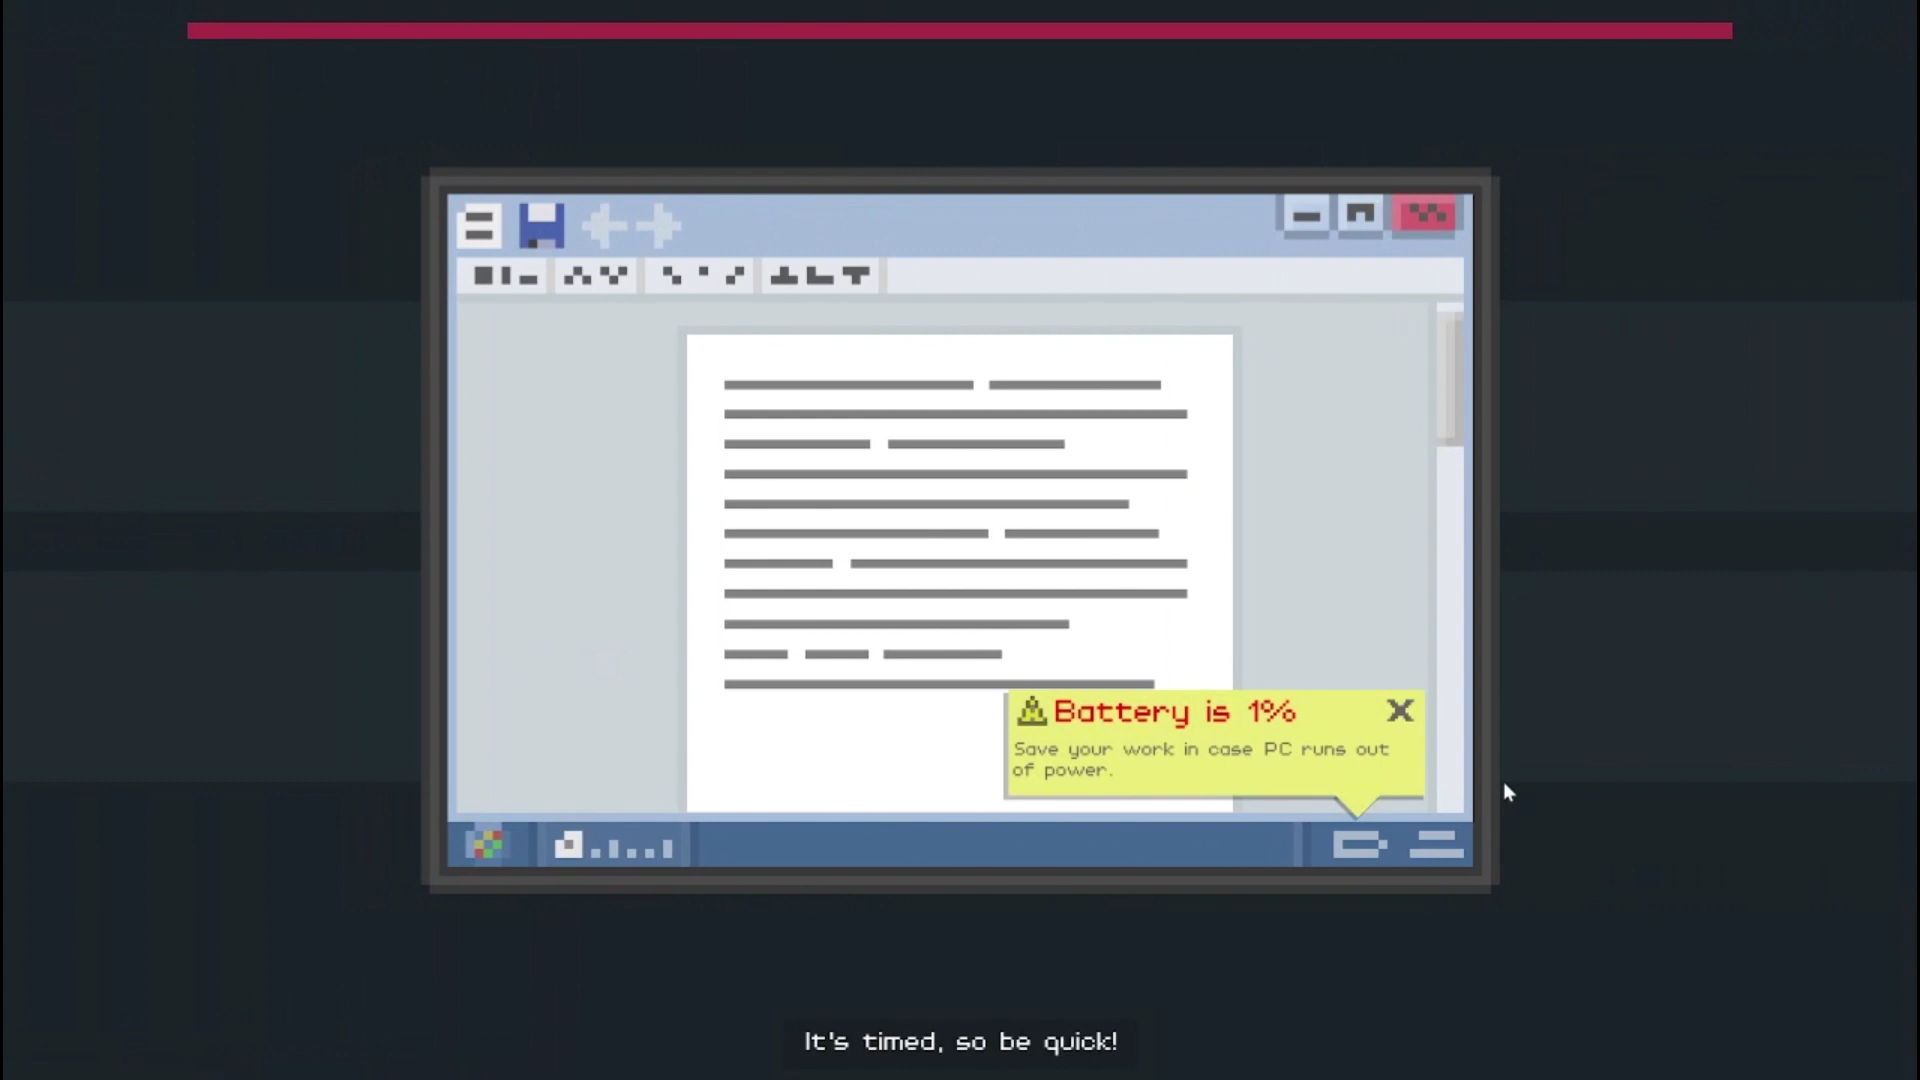 Battery is 1%
Save your work in case PC runs out
of power.
It's timed, so be quick!